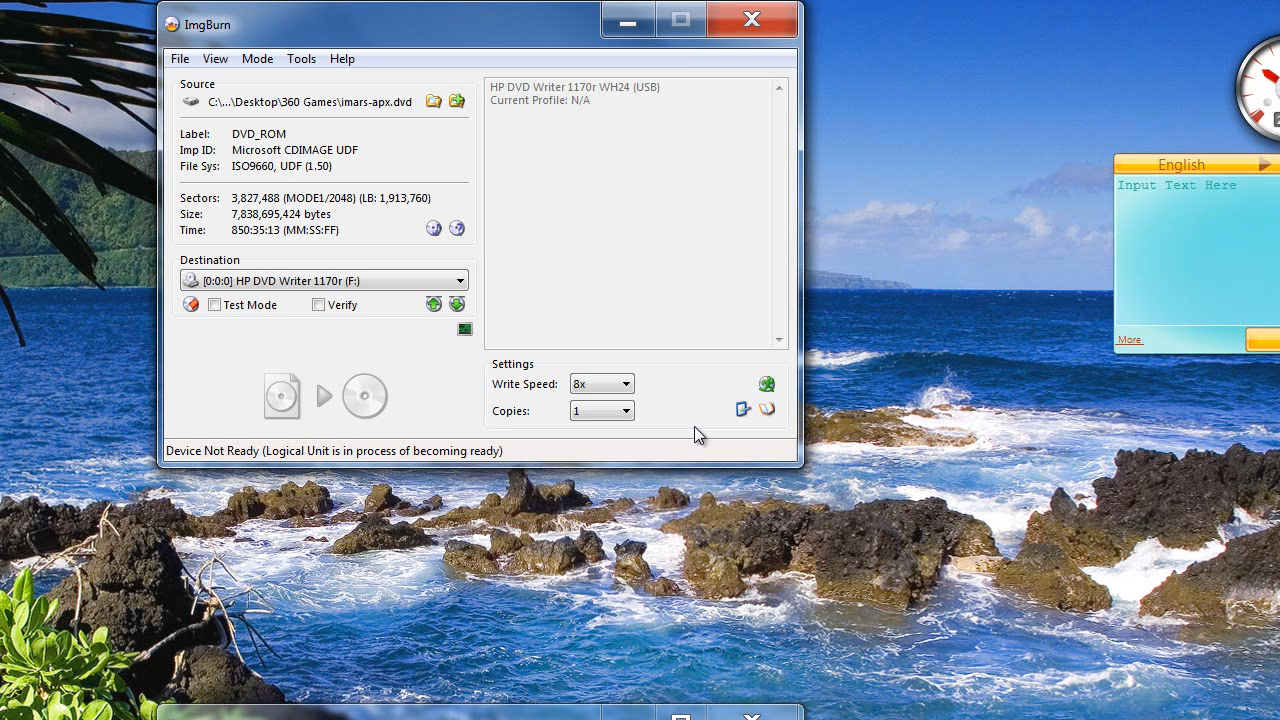 ImgBurn
File View Mode Tools Help
Source
C:\...\Desktop\360 Games\imars-apx.dvd
Label: DVD_ROM
Imp ID: Microsoft CDIMAGE UDF
File Sys: ISO9660, UDF (1.50)
Sectors: 3,827,488 (MODE1/2048) (LB: 1,913,760)
Size: 7,838,695,424 bytes
Time: 850:35:13 (MM:SS:FF)
Destination
[0:0:0] HP DVD Writer 1170r (F:)
Test Mode Verify
HP DVD Writer 1170r WH24 (USB)
Current Profile: N/A
Settings
Write Speed: 8x
Copies: 1
Device Not Ready (Logical Unit is in process of becoming ready)
English
Input Text Here
More